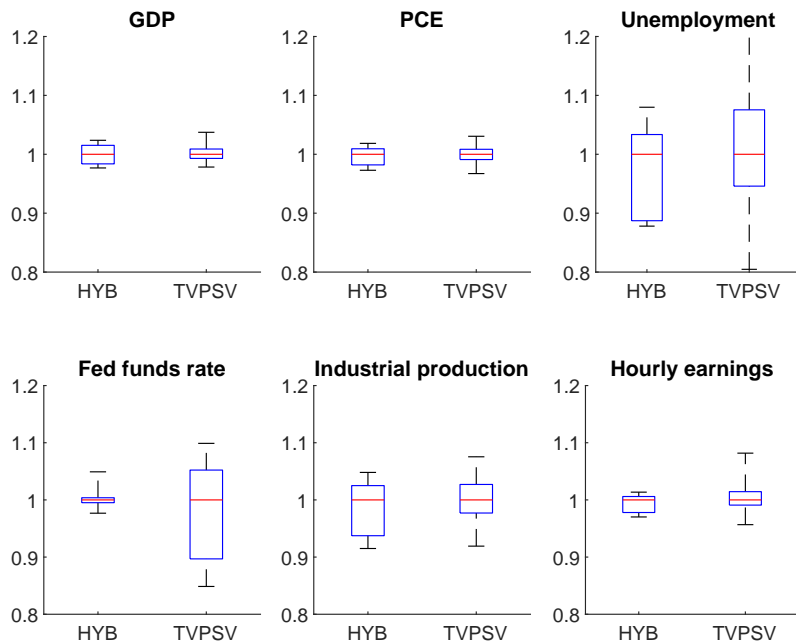 GDP
1.2
1.1
1
0.9
0.8
HYB TVPSV
PCE
1.2
1.1
1
0.9
0.8
HYB TVPSV
Unemployment
1.2
1.1
1
0.9
0.8
HYB TVPSV
Fed funds rate
1.2
1.1
1
0.9
0.8
HYB TVPSV
Industrial production
1.2
1.1
1
0.9
0.8
HYB TVPSV
Hourly earnings
1.2
1.1
1
0.9
0.8
HYB TVPSV